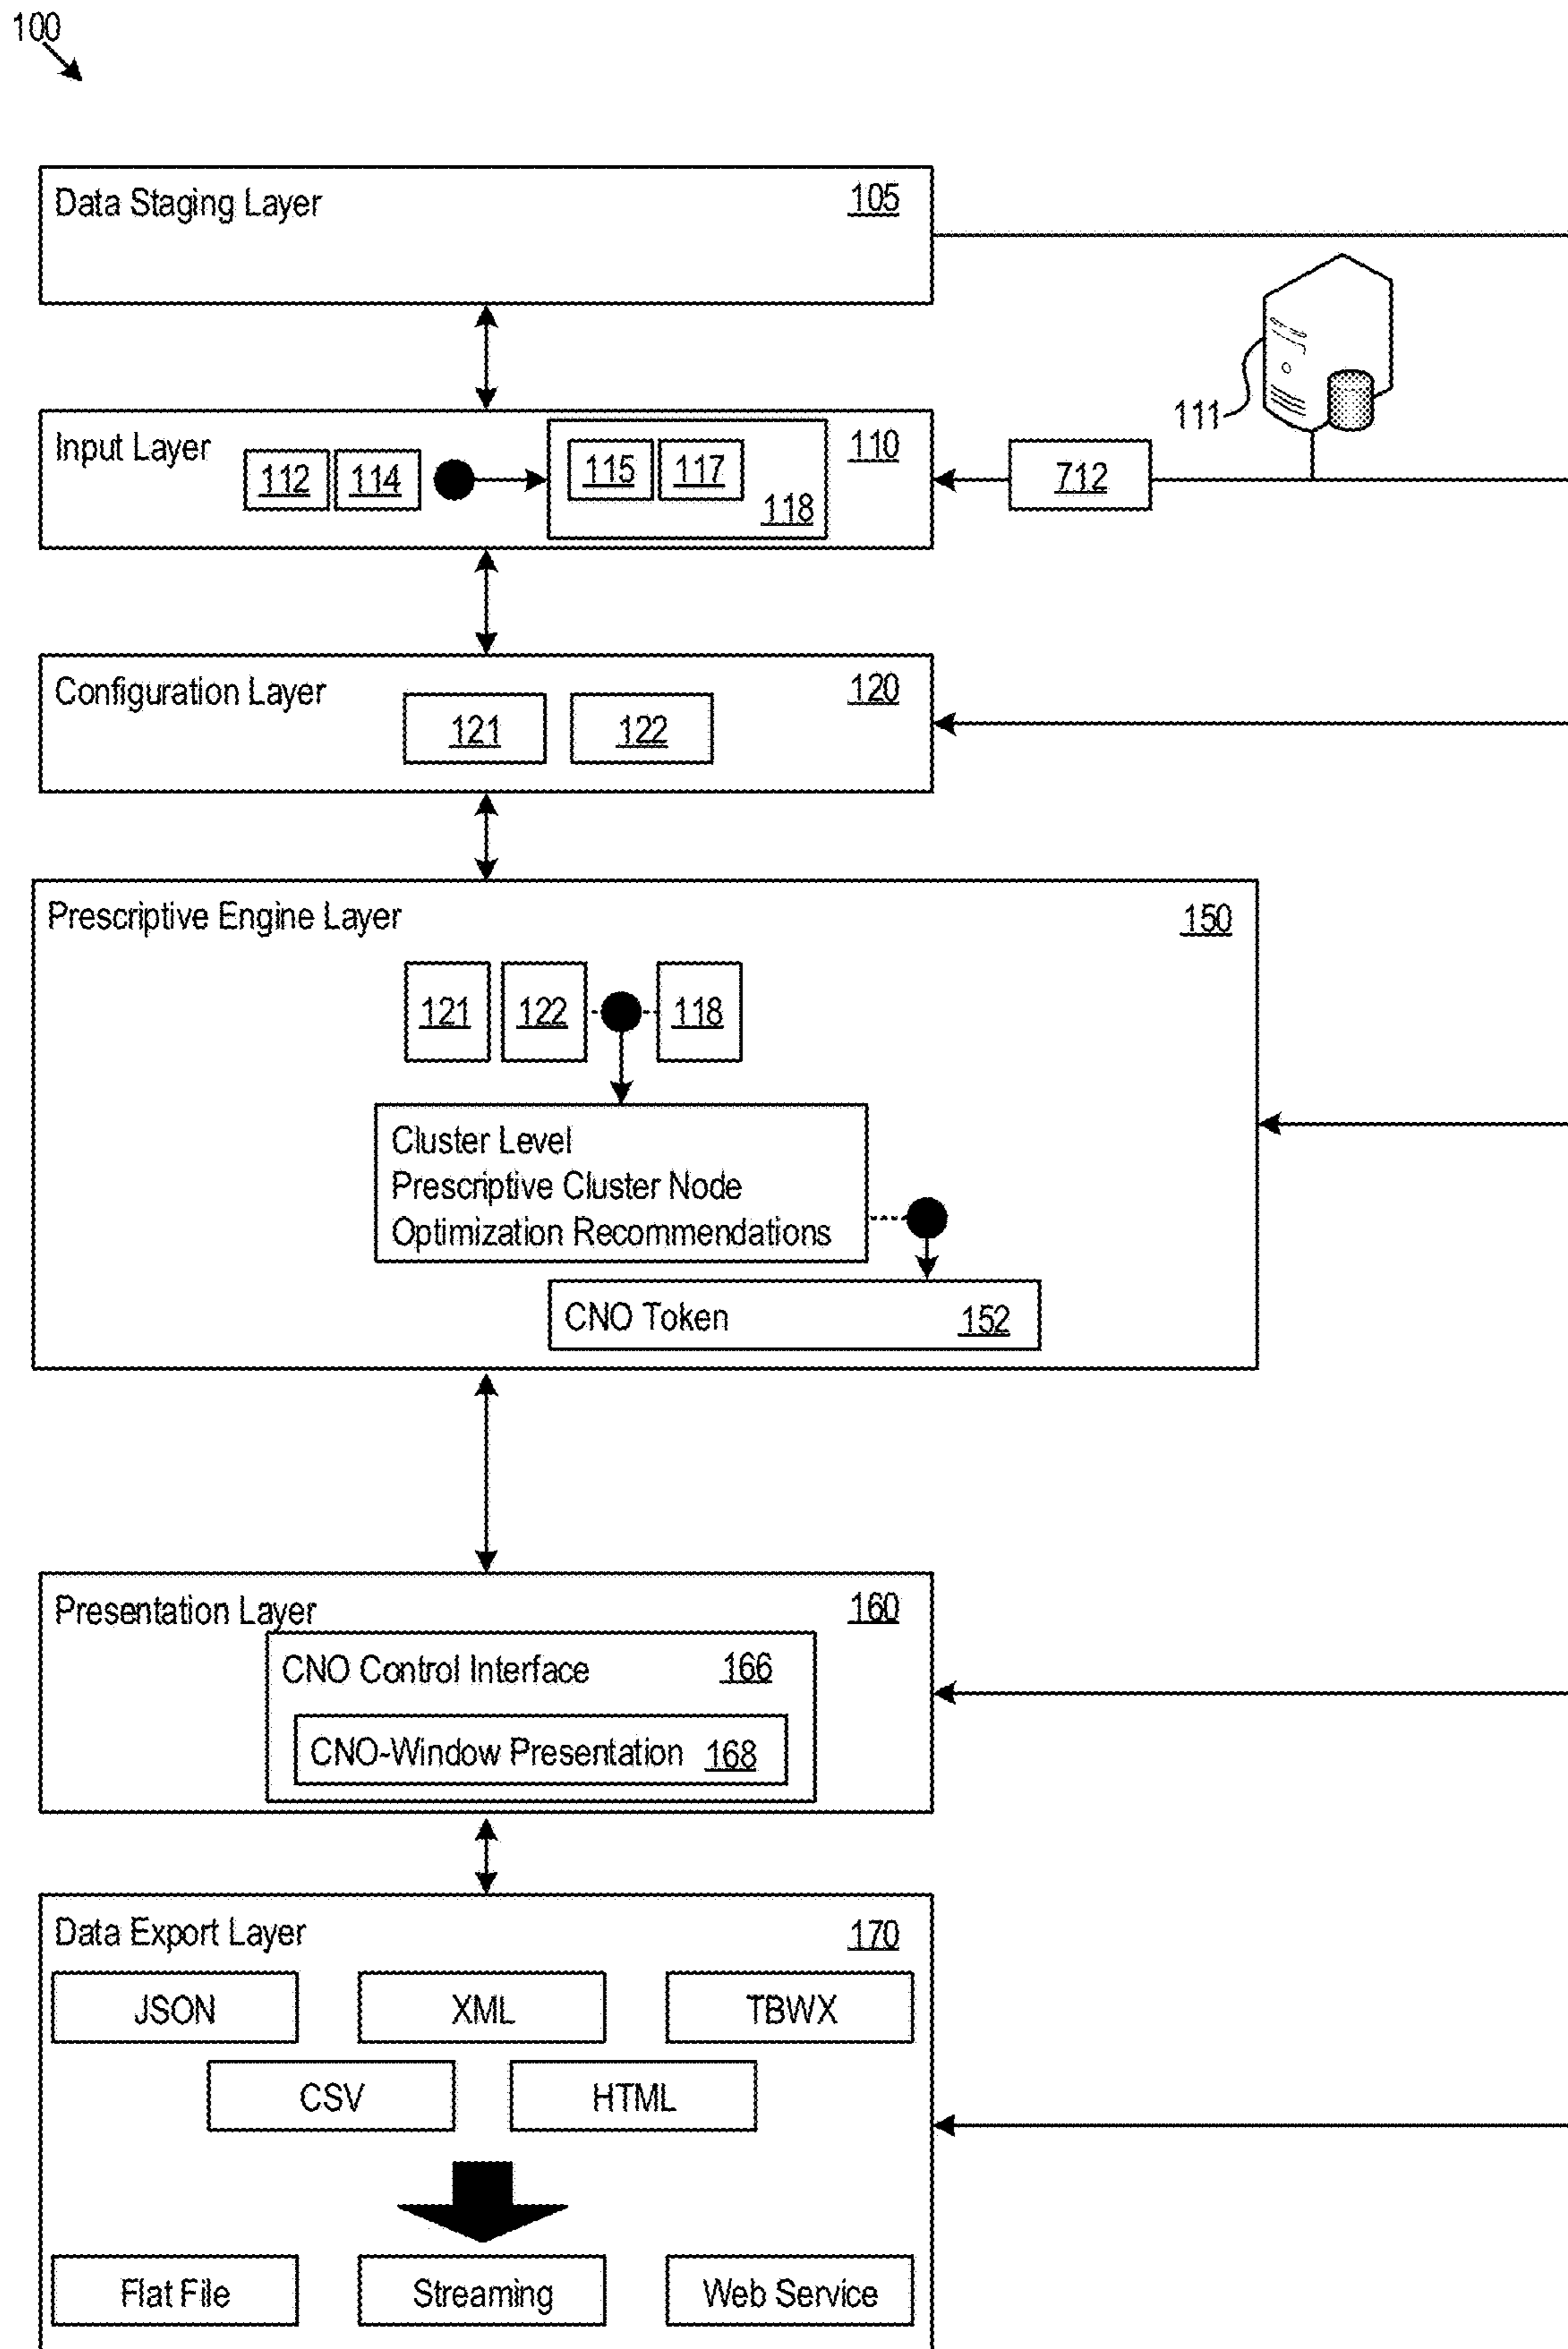 100
Data Staging Layer 105
111
Input Layer 112 114 115 117 118 110
712
Configuration Layer 121 122 120
Prescriptive Engine Layer 150
121 122 118
Cluster Level
Prescriptive Cluster Node
Optimization Recommendations
CNO Token 152
Presentation Layer 160
CNO Control Interface 166
CNO-Window Presentation 168
Data Export Layer 170
JSON XML TBWX
CSV HTML
Flat File Streaming Web Service